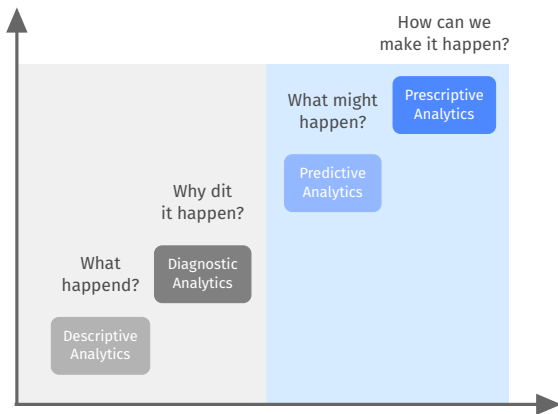 How can we
make it happen?
Prescriptive
Analytics
What might
happen?
Predictive
Analytics
Why dit
it happen?
Diagnostic
Analytics
What
happend?
Descriptive
Analytics